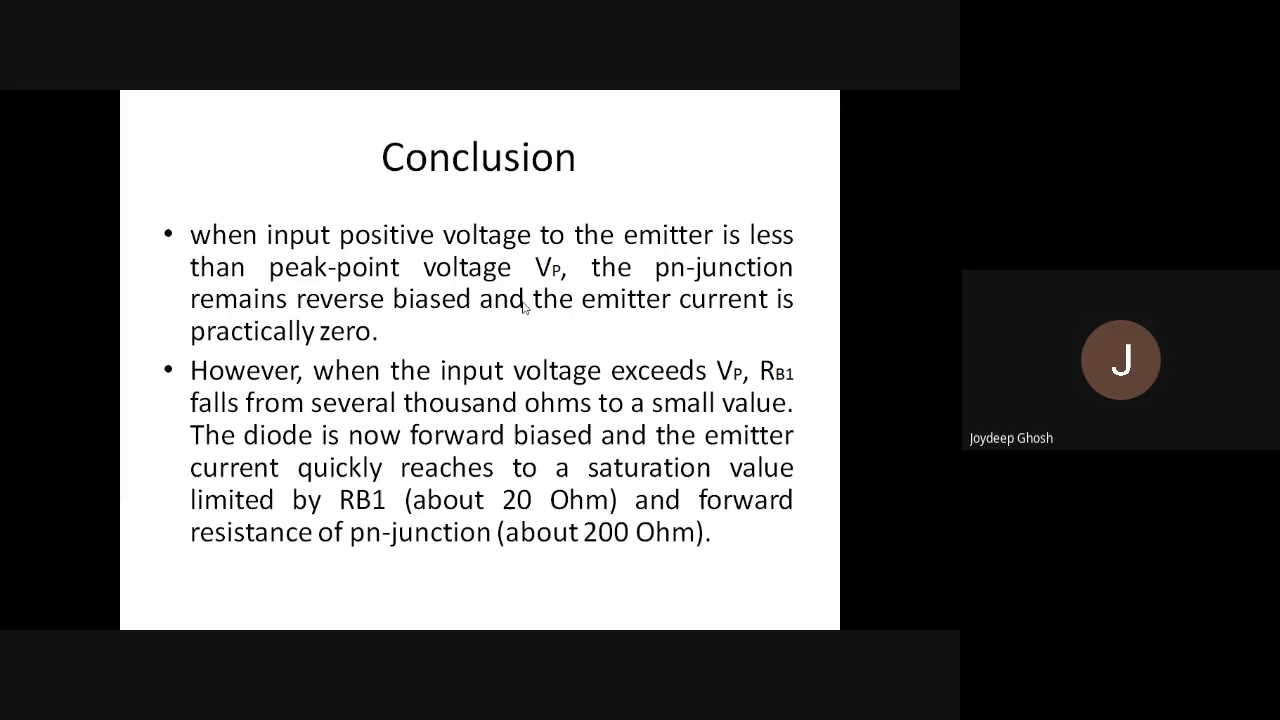 Conclusion
• when input positive voltage to the emitter is less
than peak-point voltage VP, the pn-junction
remains reverse biased and the emitter current is
practically zero.
• However, when the input voltage exceeds VP, RB1
falls from several thousand ohms to a small value.
The diode is now forward biased and the emitter
current quickly reaches to a saturation value
limited by RB1 (about 20 Ohm) and forward
resistance of pn-junction (about 200 Ohm).
J
Joydeep Ghosh